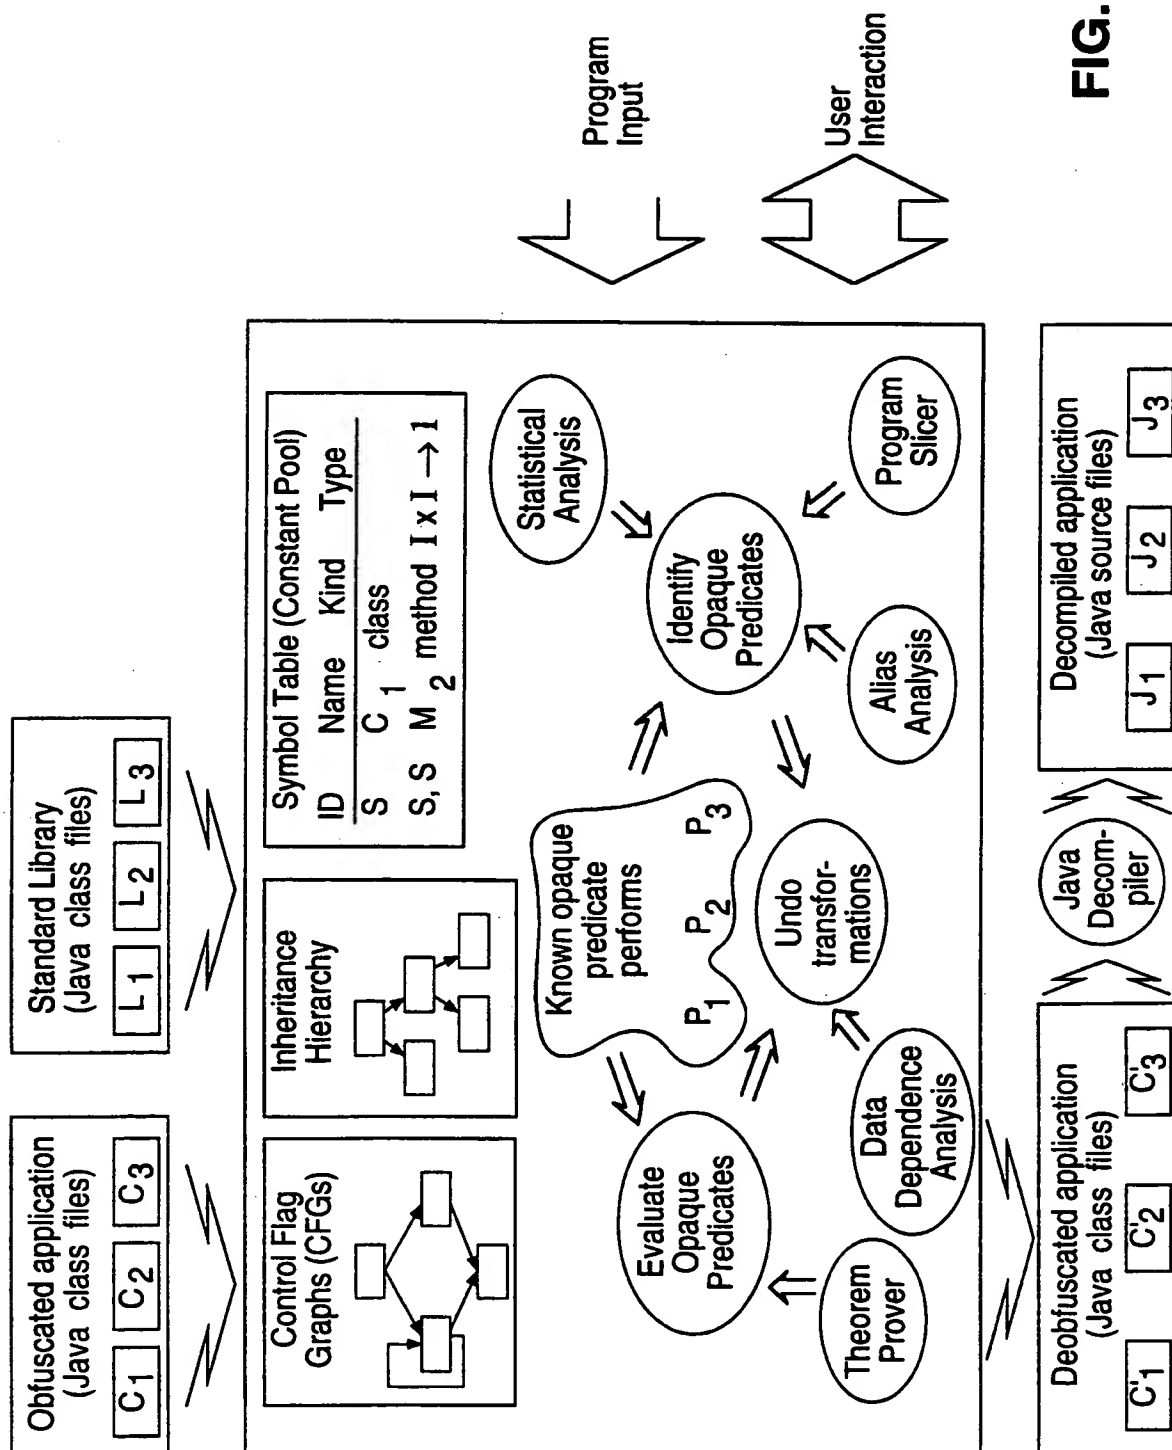 Obfuscated application
(Java class files)
C1 C2 C3
Standard Library
(Java class files)
L1 L2 L3
Control Flag
Graphs (CFGs)
Inheritance
Hierarchy
Symbol Table (Constant Pool)
ID Name Kind Type
S C1 class
S, S M2 method I x I → 1
Known opaque
predicate
performs
P1 P2 P3
Statistical
Analysis
Evaluate
Opaque
Predicates
Identify
Opaque
Predicates
Undo
transfor-
mations
Theorem
Prover
Data
Dependence
Analysis
Alias
Analysis
Program
Slicer
Program
Input
User
Interaction
Deobfuscated application
(Java class files)
C'1 C'2 C'3
Java
Decom-
piler
Decompiled application
(Java source files)
J1 J2 J3
FIG.